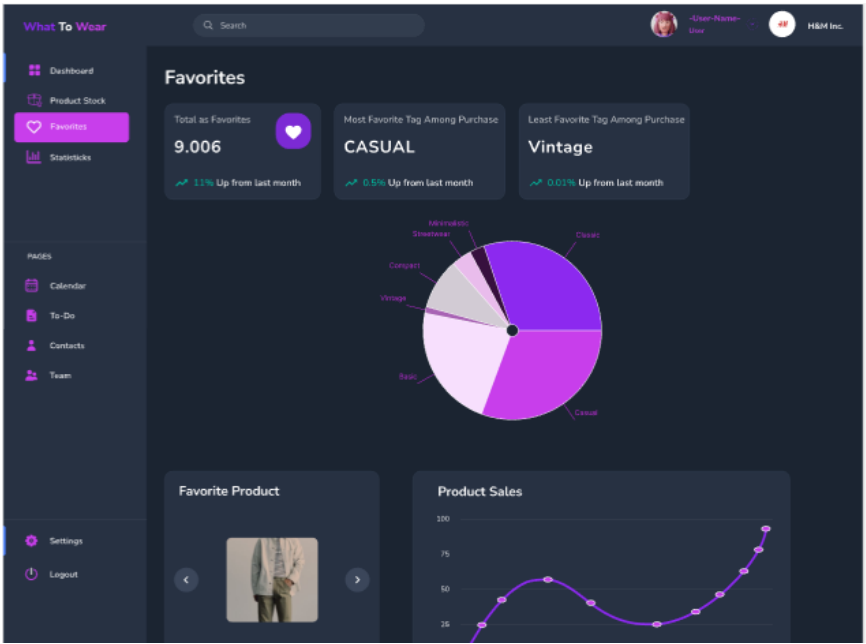 What To Wear
Search
-User-Name-
User
H&M
H&M Inc.
Dashboard
Product Stock
Favorites
Statisticks
PAGES
Calendar
To-Do
Contacts
Team
Settings
Logout
Favorites
Total as Favorites
9.006
11% Up from last month
Most Favorite Tag Among Purchase
CASUAL
0.5% Up from last month
Least Favorite Tag Among Purchase
Vintage
0.01% Up from last month
Minimalistic
Streetwear
Classic
Compact
Vintage
Basic
Casual
Favorite Product
Product Sales
100
75
50
25